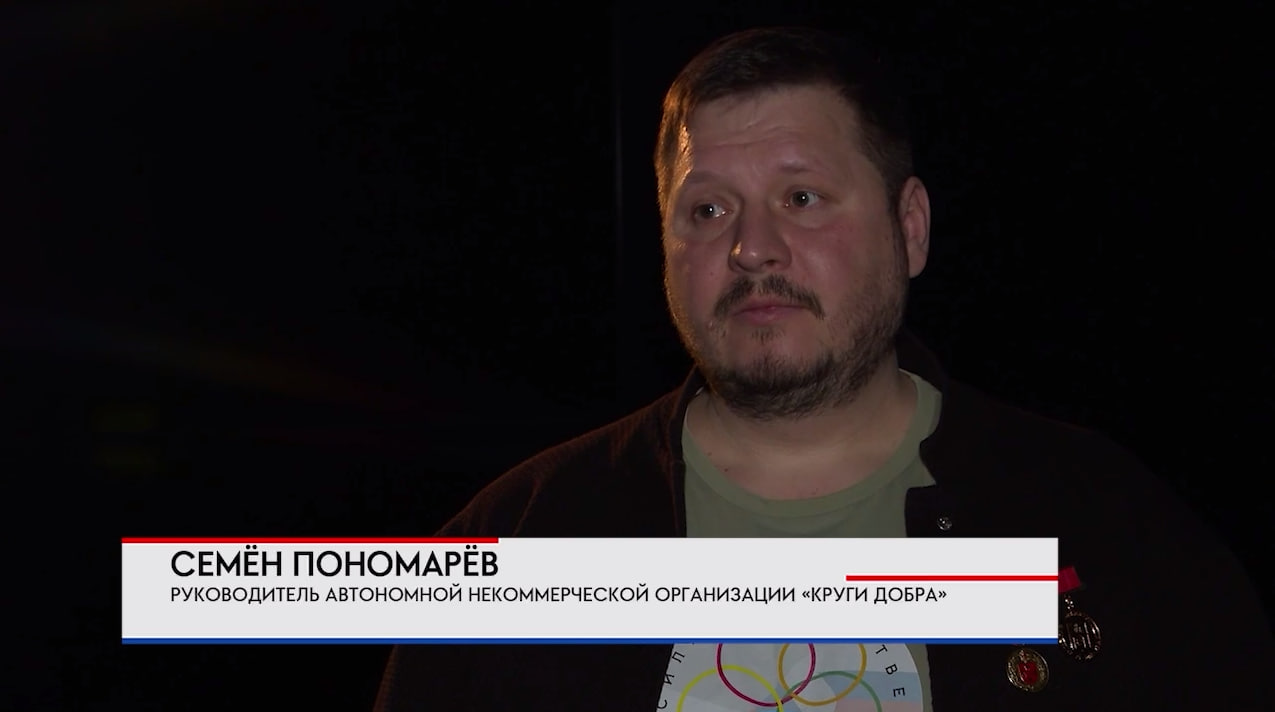 СЕМЁН ПОНОМАРЁВ
РУКОВОДИТЕЛЬ АВТОНОМНОЙ НЕКОММЕРЧЕСКОЙ ОРГАНИЗАЦИИ «КРУГИ ДОБРА»